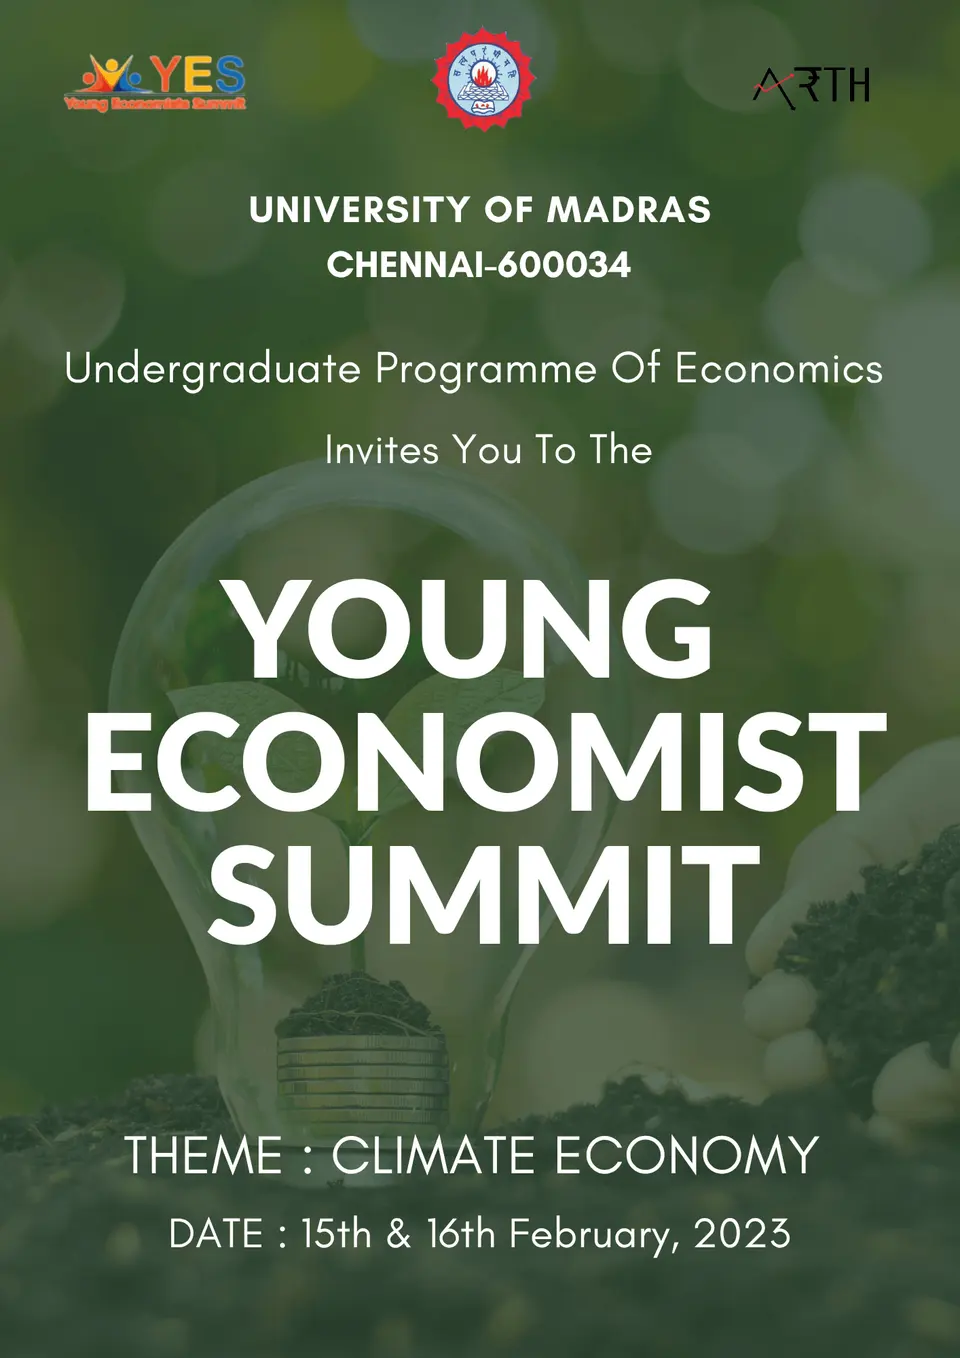 YES
Young Economists Summit
ARTH
UNIVERSITY OF MADRAS
CHENNAI-600034
Undergraduate Programme Of Economics
Invites You To The
YOUNG
ECONOMIST
SUMMIT
THEME : CLIMATE ECONOMY
DATE : 15th & 16th February, 2023